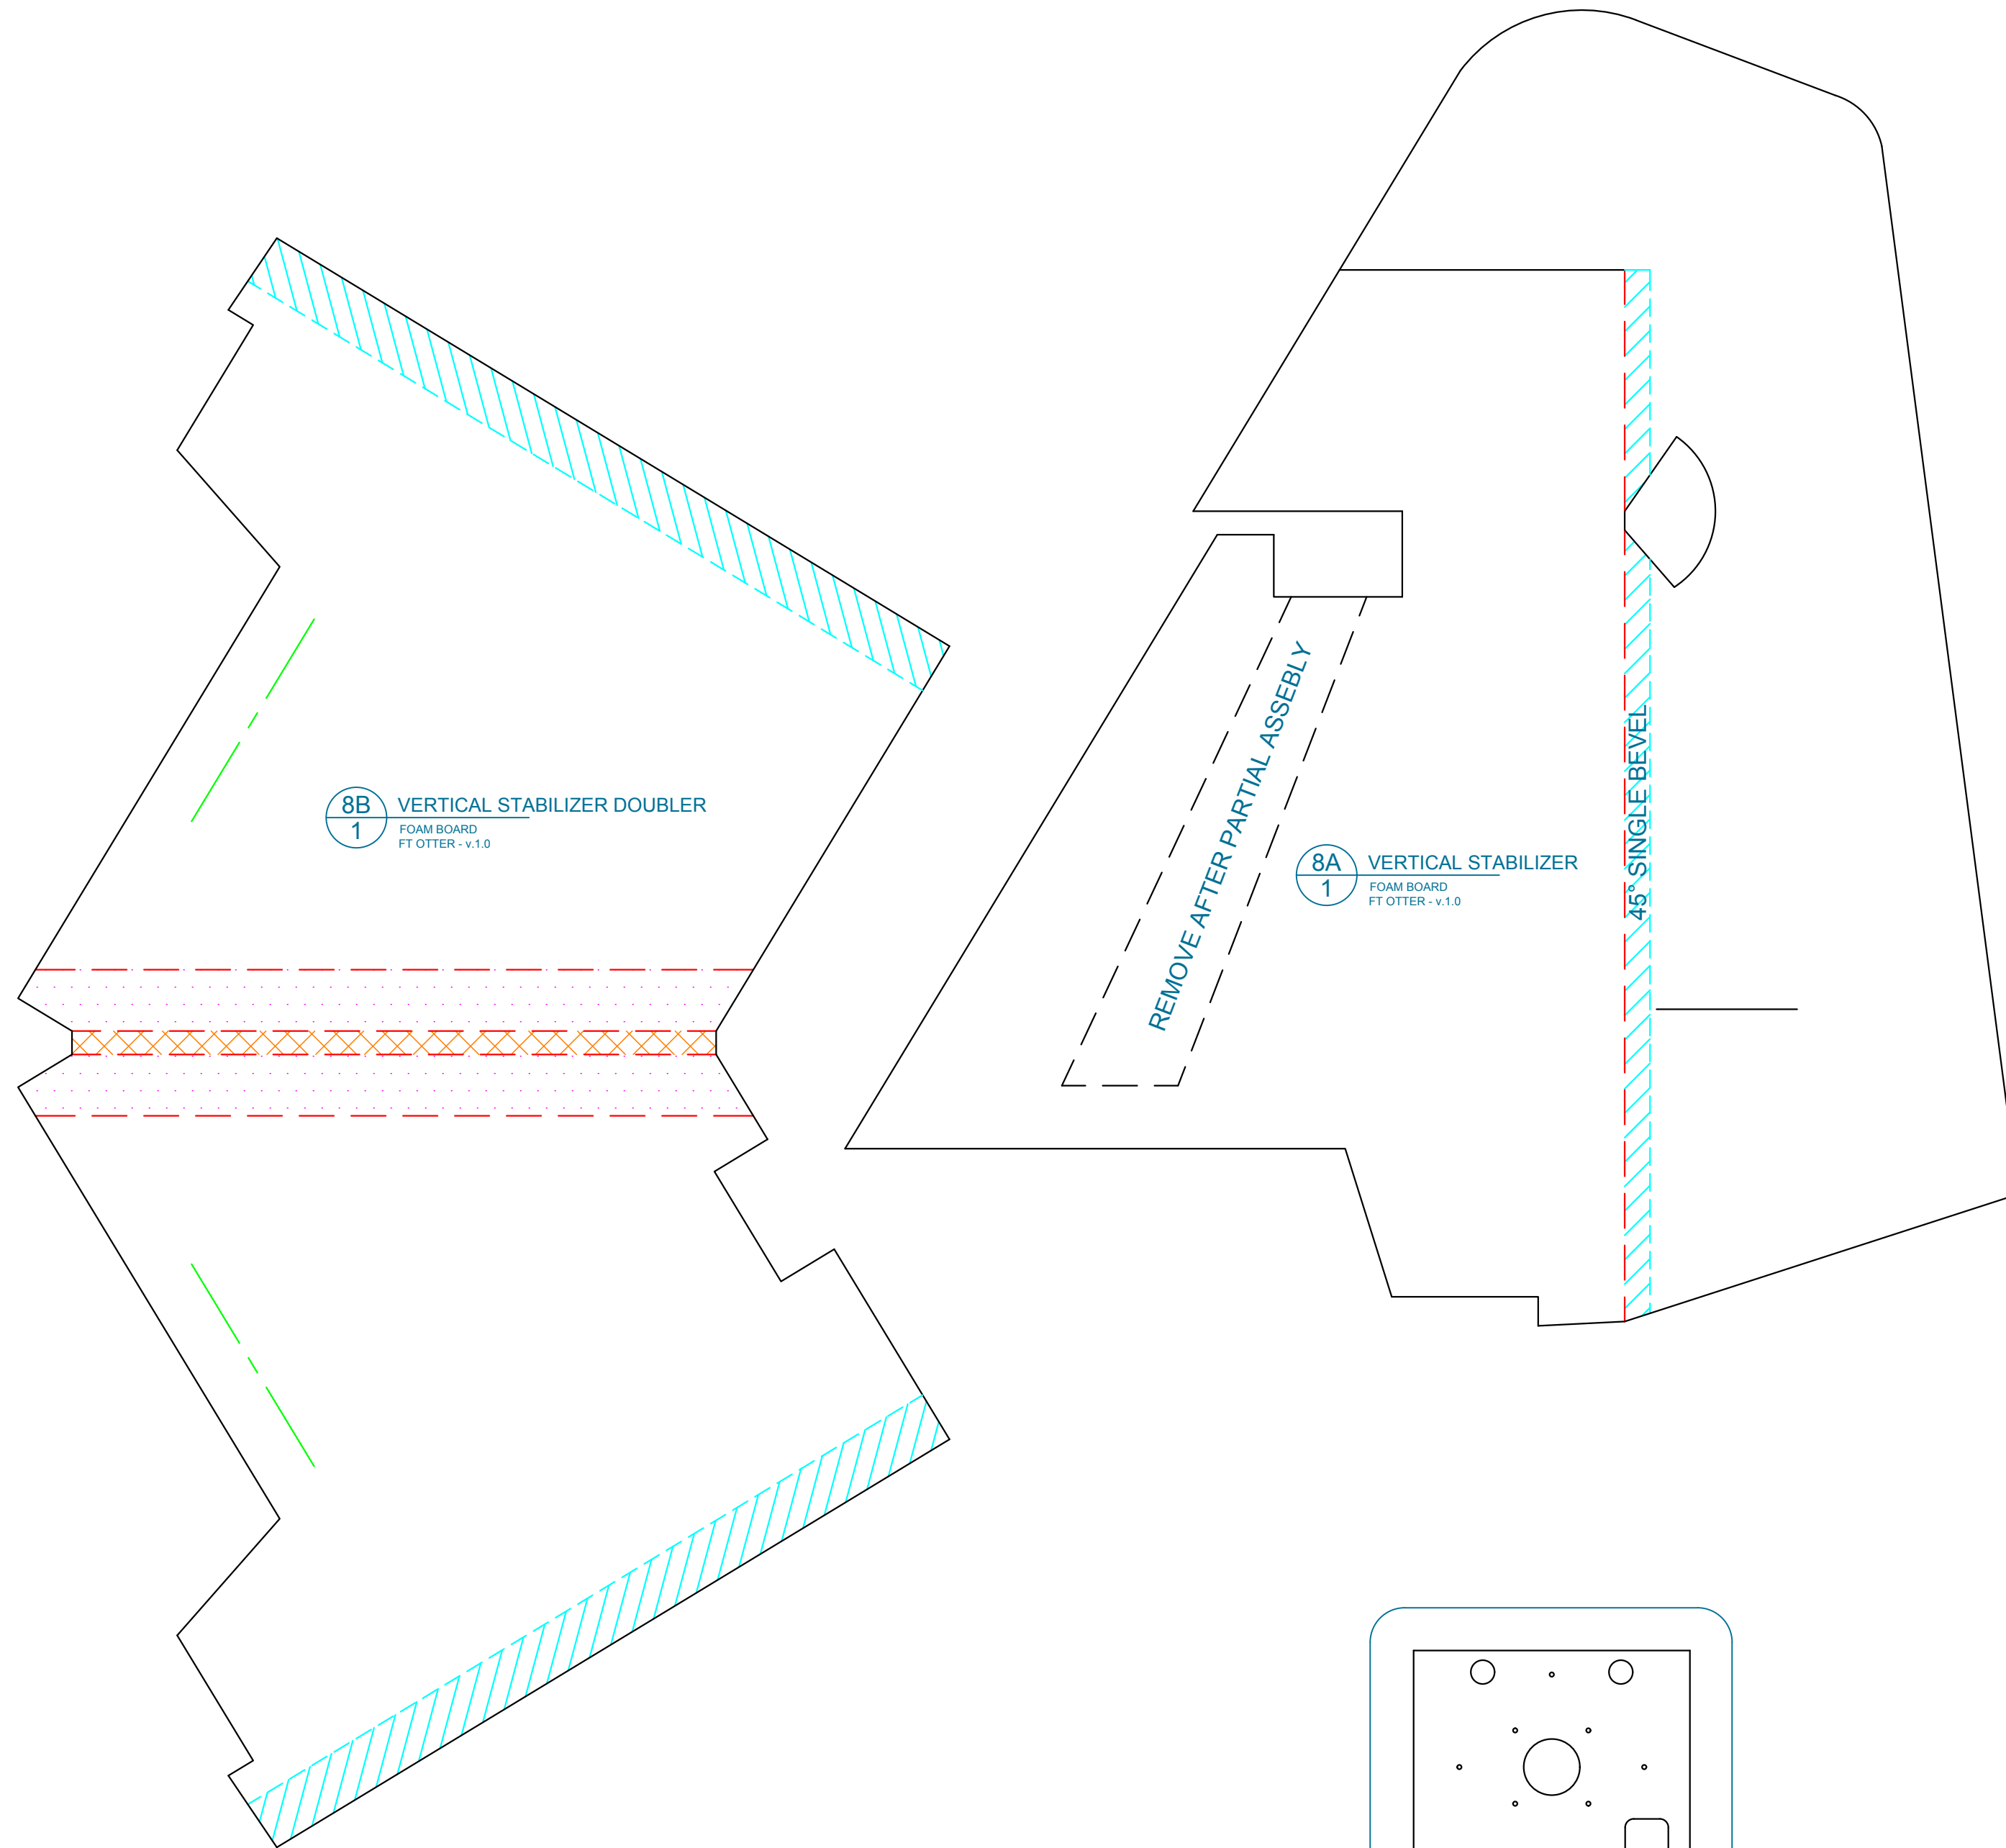 8B
1
VERTICAL STABILIZER DOUBLER
FOAM BOARD
FT OTTER - v.1.0
REMOVE AFTER PARTIAL ASSEBLY
8A
1
VERTICAL STABILIZER
FOAM BOARD
FT OTTER - v.1.0
45° SINGLE BEVEL